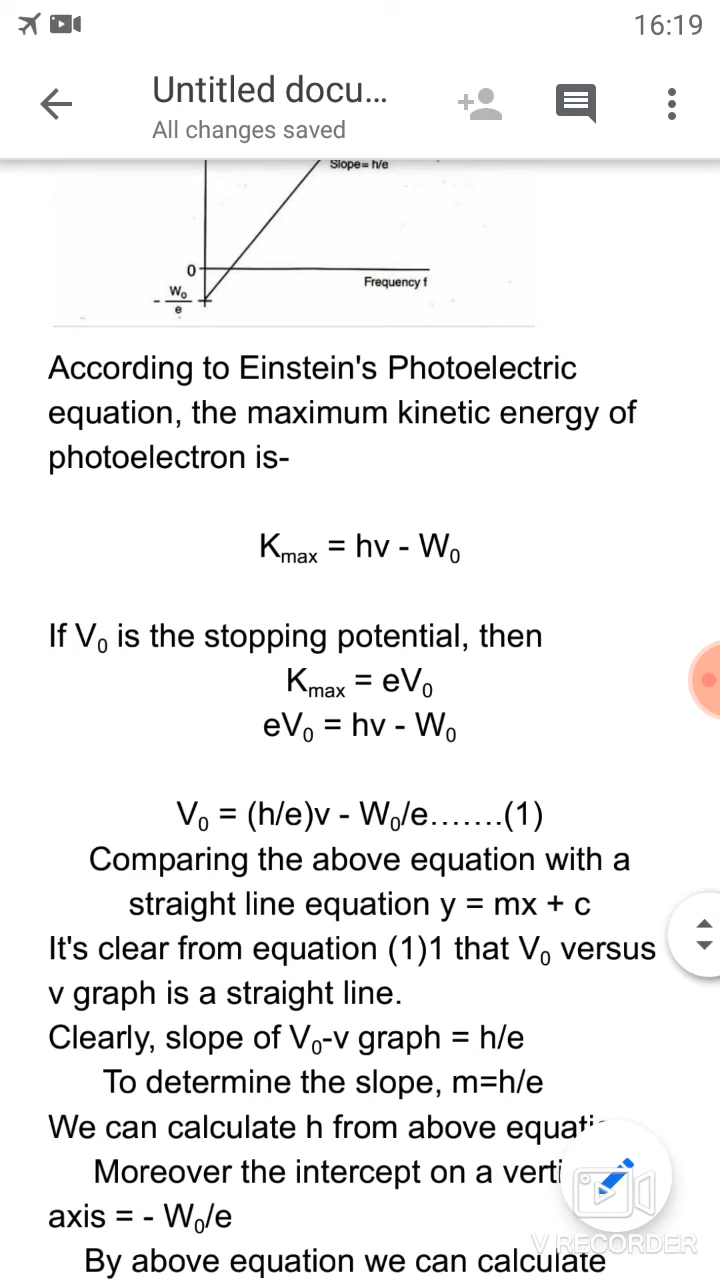 16:19
Untitled docu...
All changes saved
Slope= h/e
0
Frequency f
- W₀
e
According to Einstein's Photoelectric
equation, the maximum kinetic energy of
photoelectron is-
Kmax = hv - W₀
If V₀ is the stopping potential, then
Kmax = eV₀
eV₀ = hv - W₀
V₀ = (h/e)v - W₀/e.......(1)
Comparing the above equation with a
straight line equation y = mx + c
It's clear from equation (1)1 that V₀ versus
v graph is a straight line.
Clearly, slope of V₀-v graph = h/e
To determine the slope, m=h/e
We can calculate h from above
Moreover the intercept on a
axis = - W₀/e
By above equation we can calculate
V RECORDER